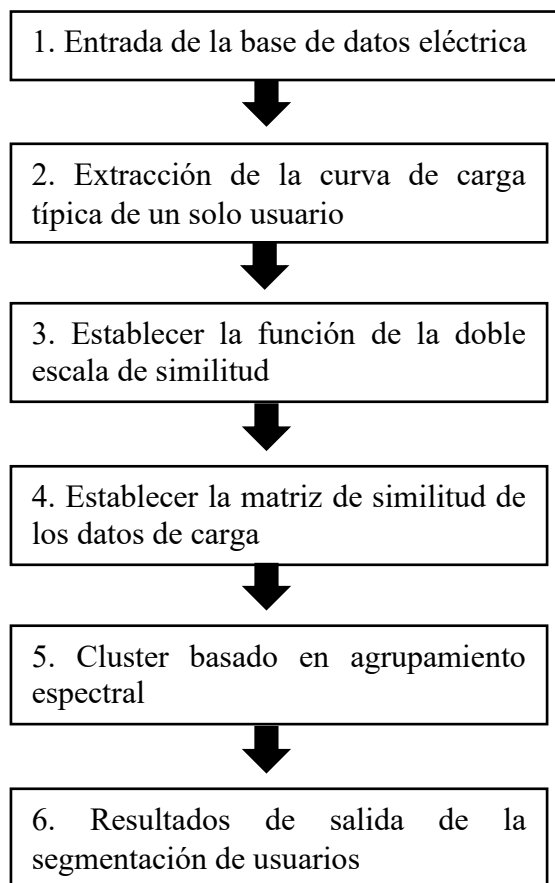 1. Entrada de la base de datos eléctrica
2. Extracción de la curva de carga
típica de un solo usuario
3. Establecer la función de la doble
escala de similitud
4. Establecer la matriz de similitud de
los datos de carga
5. Cluster basado en agrupamiento
espectral
6. Resultados de salida de la
segmentación de usuarios